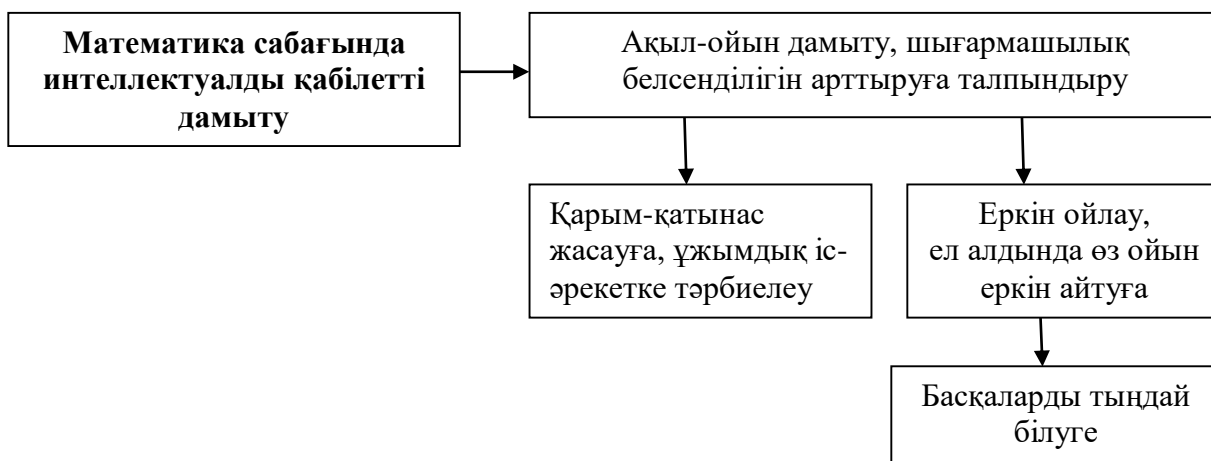 Математика сабағында
интеллектуалды қабілетті
дамыту
Ақыл-ойын дамыту, шығармашылық
белсенділігін арттыруға талпындыру
Қарым-қатынас
жасауға, ұжымдық іс-
әрекетке тәрбиелеу
Еркін ойлау,
ел алдында өз ойын
еркін айтуға
Басқаларды тыңдай
білуге